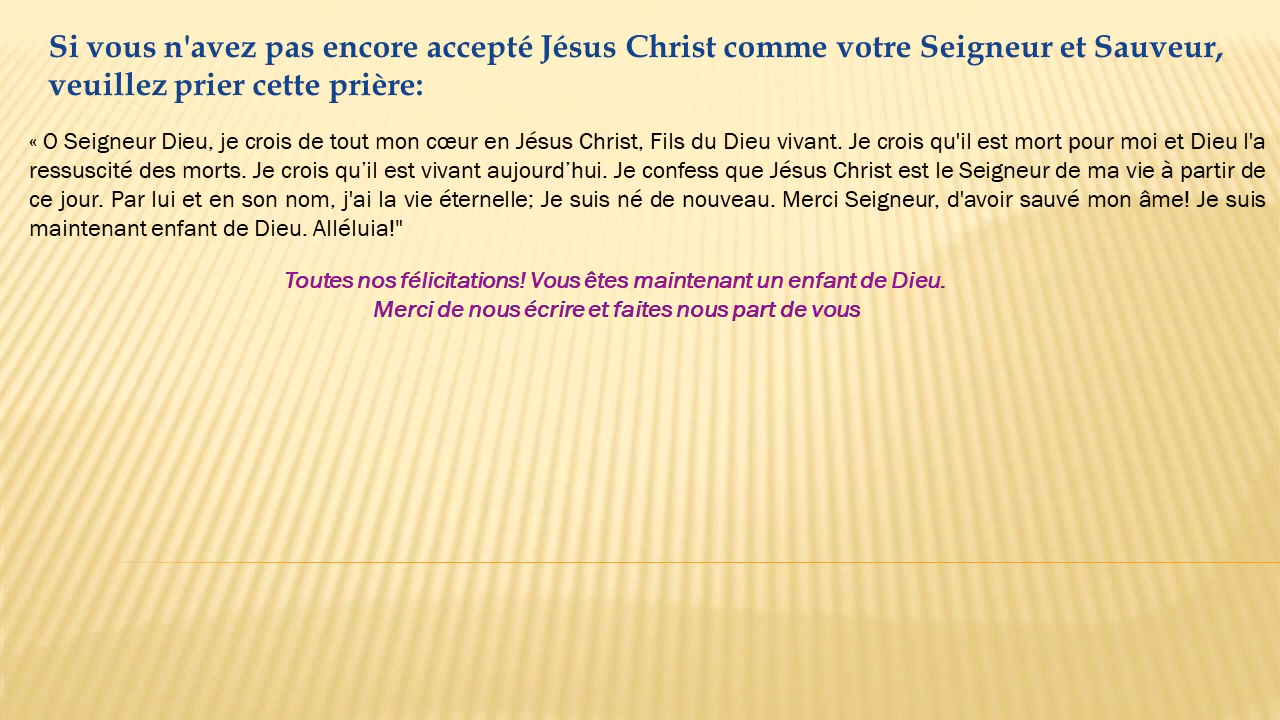 Si vous n'avez pas encore accepté Jésus Christ comme votre Seigneur et Sauveur,
veuillez prier cette prière:
« O Seigneur Dieu, je crois de tout mon cœur en Jésus Christ, Fils du Dieu vivant. Je crois qu'il est mort pour moi et Dieu l'a
ressuscité des morts. Je crois qu’il est vivant aujourd’hui. Je confess que Jésus Christ est le Seigneur de ma vie à partir de
ce jour. Par lui et en son nom, j'ai la vie éternelle; Je suis né de nouveau. Merci Seigneur, d'avoir sauvé mon âme! Je suis
maintenant enfant de Dieu. Alléluia!"
Toutes nos félicitations! Vous êtes maintenant un enfant de Dieu.
Merci de nous écrire et faites nous part de vous